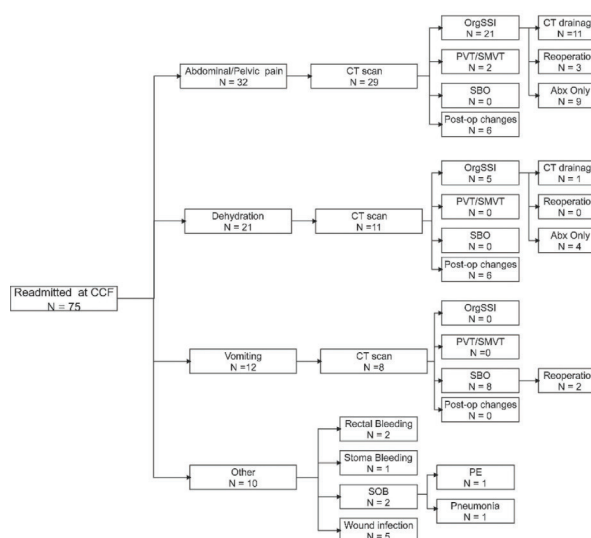 Readmitted at CCF
N = 75
Abdominal/Pelvic pain
N = 32
CT scan
N = 29
OrgSSI
N = 21
CT drainag
N =11
Reoperatio
N = 3
Abx Only
N = 9
PVT/SMVT
N = 2
SBO
N = 0
Post-op changes
N = 6
Dehydration
N = 21
CT scan
N =11
OrgSSI
N = 5
CT drainag
N = 1
Reoperatio
N = 0
Abx Only
N = 4
PVT/SMVT
N = 0
SBO
N = 0
Post-op changes
N = 6
Vomiting
N =12
CT scan
N =8
OrgSSI
N = 0
PVT/SMVT
N =0
SBO
N = 8
Reoperatio
N = 2
Post-op changes
N = 0
Other
N = 10
Rectal Bleeding
N = 2
Stoma Bleeding
N = 1
SOB
N = 2
PE
N = 1
Pneumonia
N = 1
Wound infection
N = 5